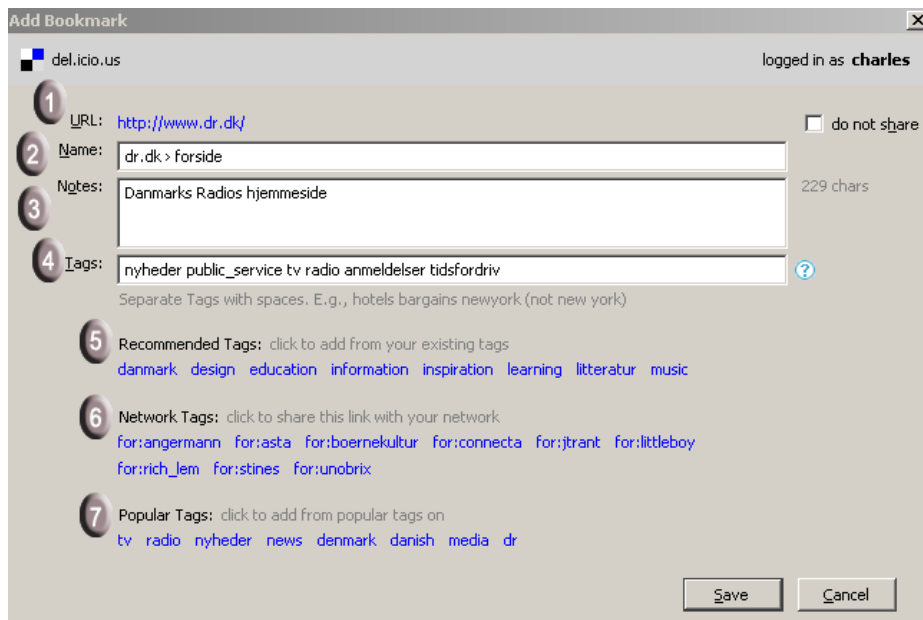 Add Bookmark
del.icio.us logged in as charles
1
URL: http://www.dr.dk/ do not share
2 Name: dr.dk > forside
Notes: Danmarks Radios hjemmeside 229 chars
3
4 Tags: nyheder public_service tv radio anmeldelser tidsfordriv ?
Separate Tags with spaces. E.g., hotels bargains newyork (not new york)
5 Recommended Tags: click to add from your existing tags
danmark design education information inspiration learning litteratur music
6 Network Tags: click to share this link with your network
for:angermann for:asta for:boernekultur for:connecta for:jtrant for:littleboy
for:rich_lem for:stines for:unobrix
7 Popular Tags: click to add from popular tags on
tv radio nyheder news denmark danish media dr
Save Cancel